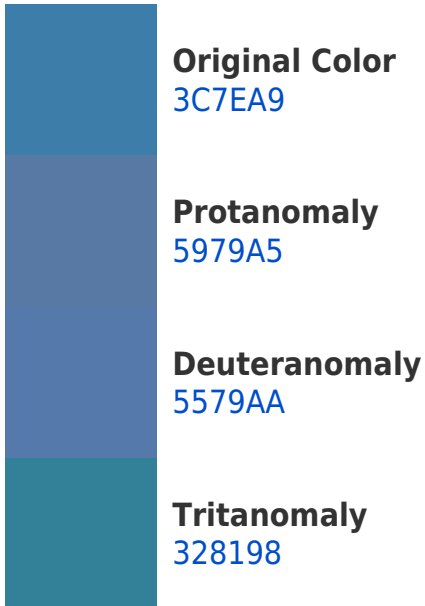 Original Color
3C7EA9
Protanomaly
5979A5
Deuteranomaly
5579AA
Tritanomaly
328198